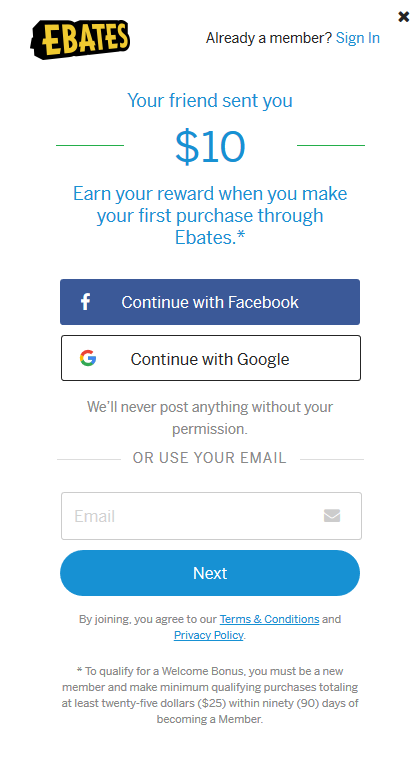 EBATES
Already a member? Sign In
Your friend sent you
$10
Earn your reward when you make
your first purchase through
Ebates.*
Continue with Facebook
Continue with Google
We'll never post anything without your
permission.
OR USE YOUR EMAIL
Email
Next
By joining, you agree to our Terms & Conditions and
Privacy Policy.
* To qualify for a Welcome Bonus, you must be a new
member and make minimum qualifying purchases totaling
at least twenty-five dollars ($25) within ninety (90) days of
becoming a Member.